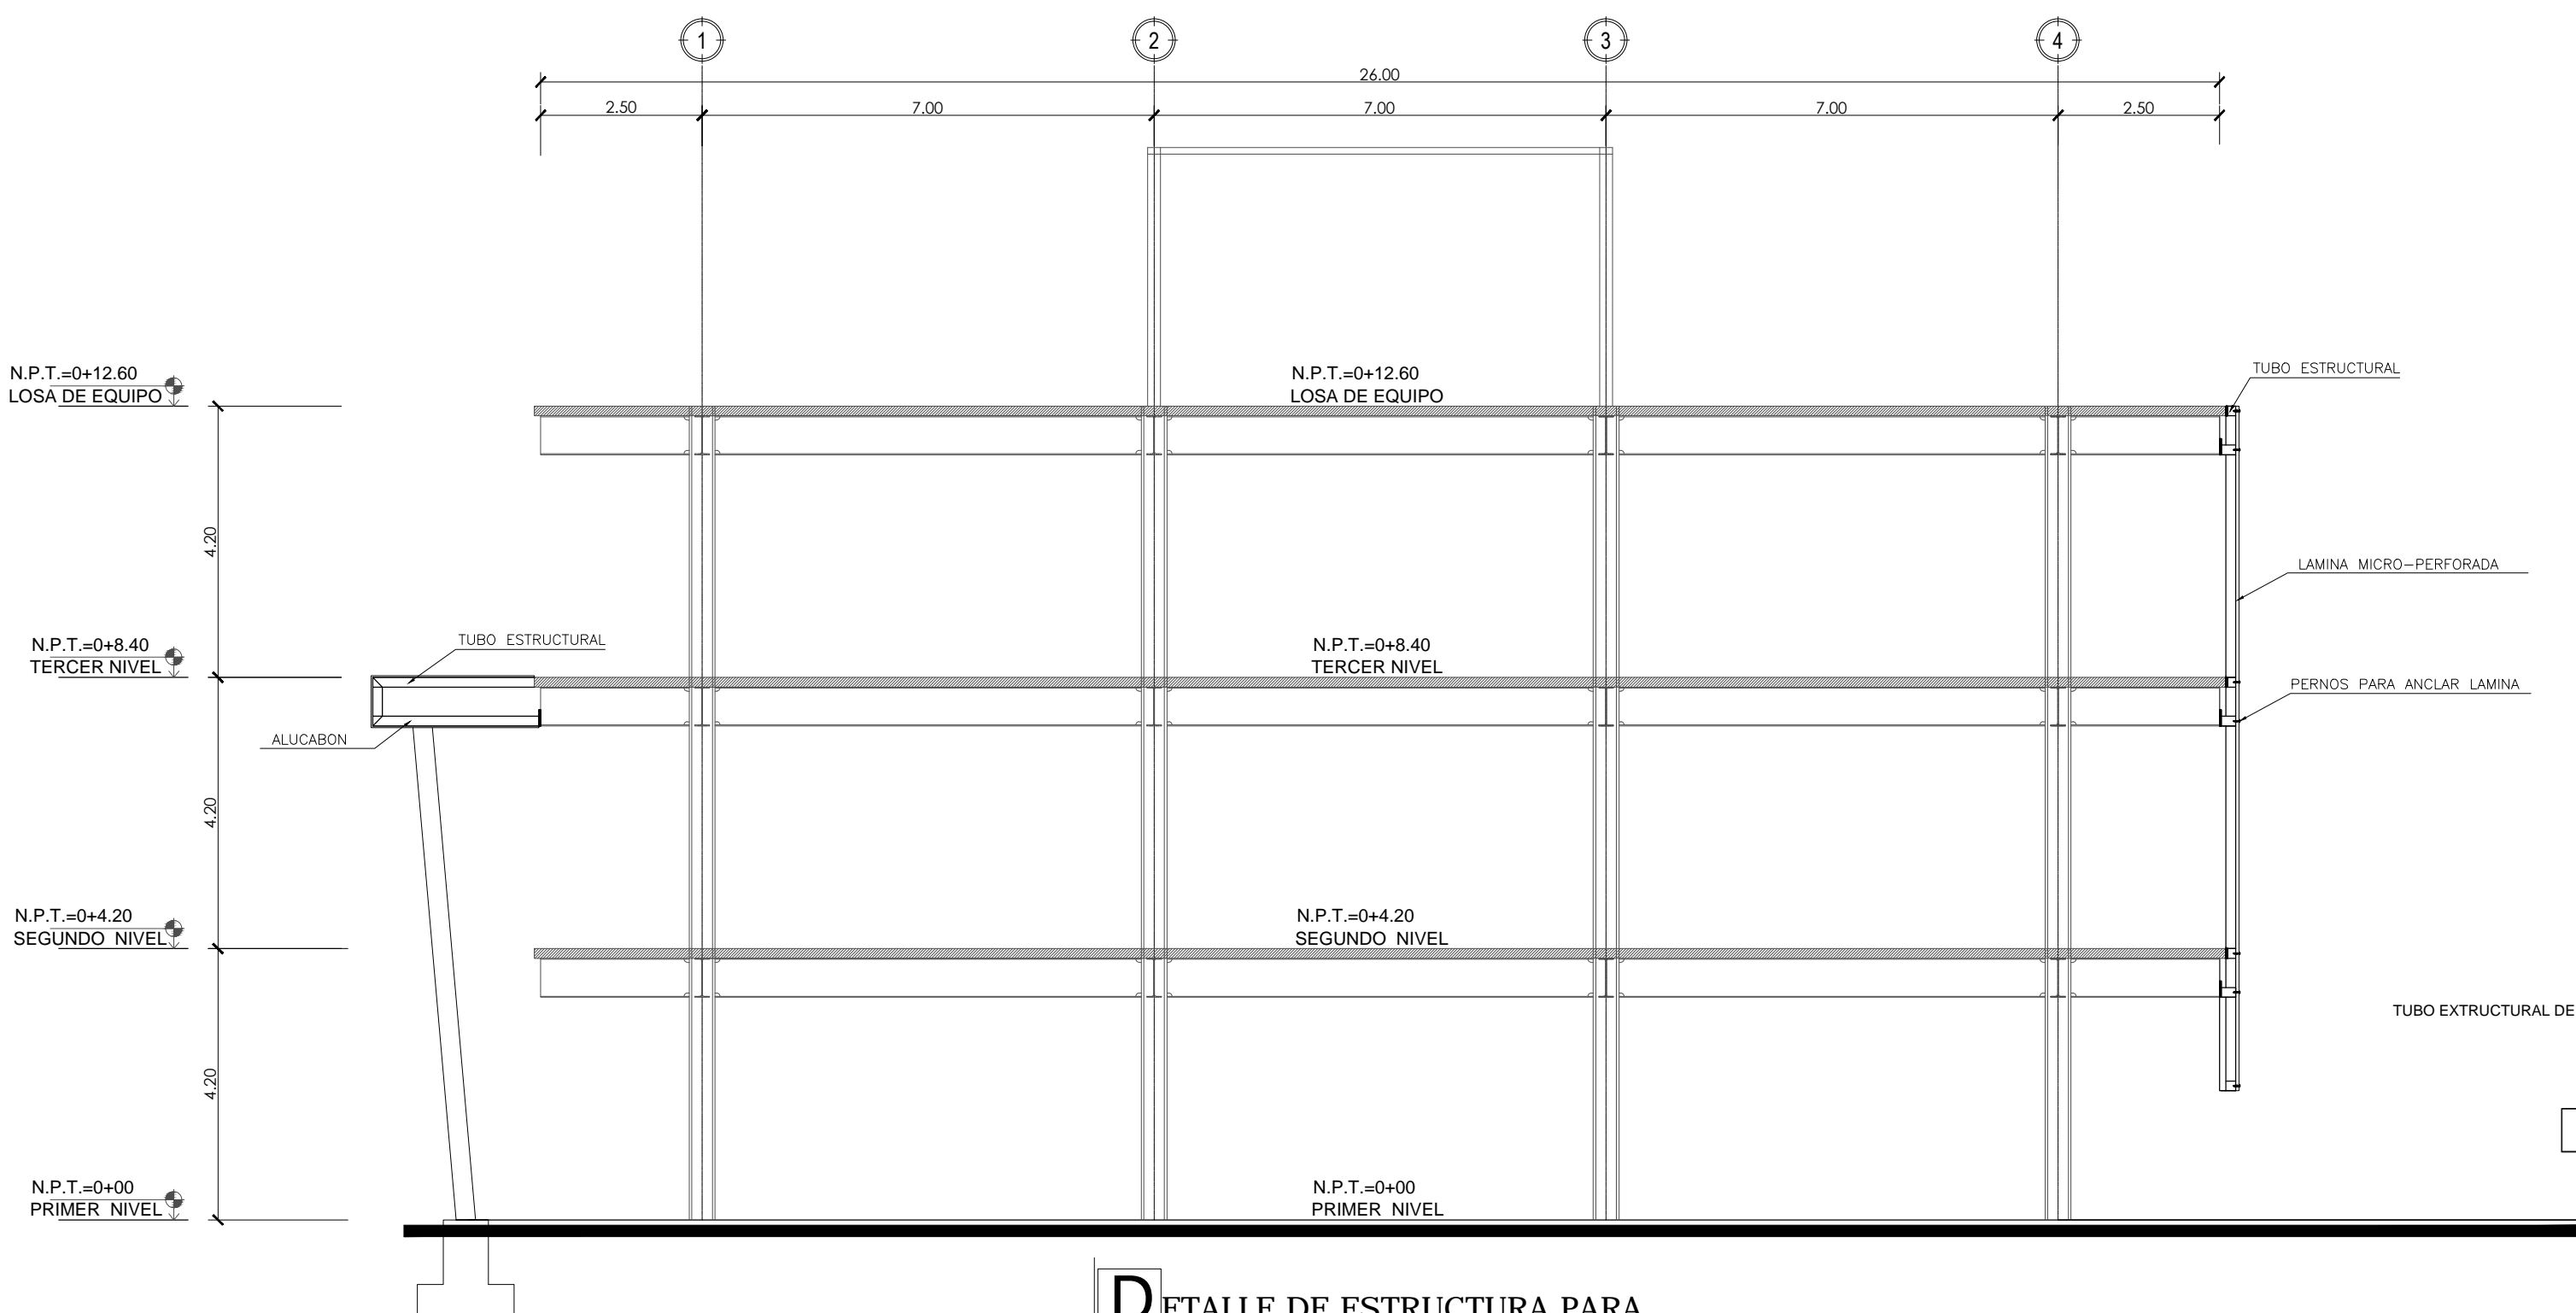 1
2
3
4
26.00
2.50
7.00
7.00
7.00
2.50
N.P.T.=0+12.60
LOSA DE EQUIPO
N.P.T.=0+12.60
LOSA DE EQUIPO
TUBO ESTRUCTURAL
4.20
LAMINA MICRO-PERFORADA
N.P.T.=0+8.40
TERCER NIVEL
TUBO ESTRUCTURAL
N.P.T.=0+8.40
TERCER NIVEL
PERNOS PARA ANCLAR LAMINA
ALUCABON
4.20
N.P.T.=0+4.20
SEGUNDO NIVEL
N.P.T.=0+4.20
SEGUNDO NIVEL
TUBO EXTRUCTURAL DE
4.20
N.P.T.=0+00
PRIMER NIVEL
N.P.T.=0+00
PRIMER NIVEL
DETALLE DE ESTRUCTURA PARA